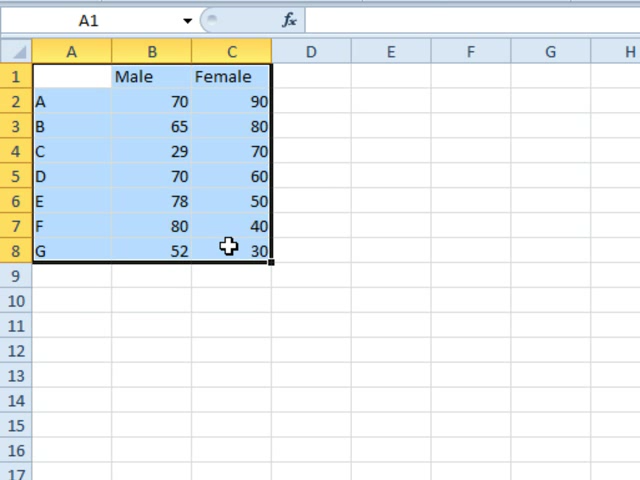 A1 fx
A B C D E F G H
1 Male Female
2 A 70 90
3 B 65 80
4 C 29 70
5 D 70 60
6 E 78 50
7 F 80 40
8 G 52 30
9
10
11
12
13
14
15
16
17